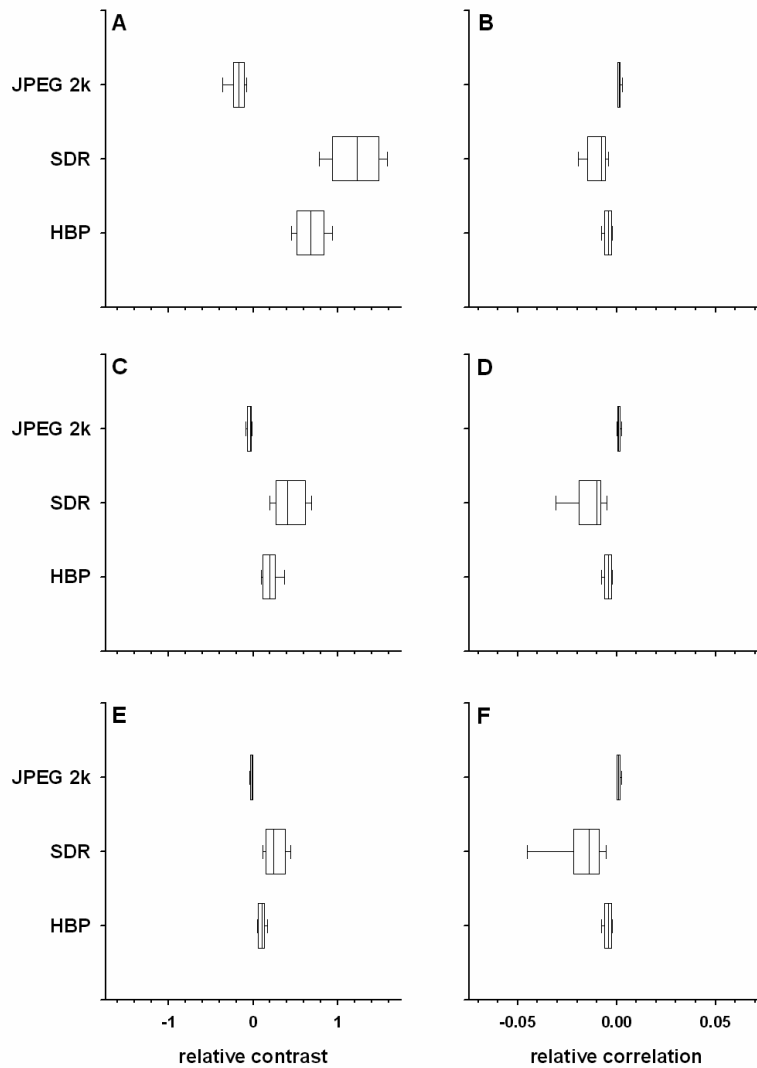 A
B
JPEG 2k
SDR
HBP
C
D
JPEG 2k
SDR
HBP
E
F
JPEG 2k
SDR
HBP
-1 0 1
-0.05 0.00 0.05
relative contrast
relative correlation